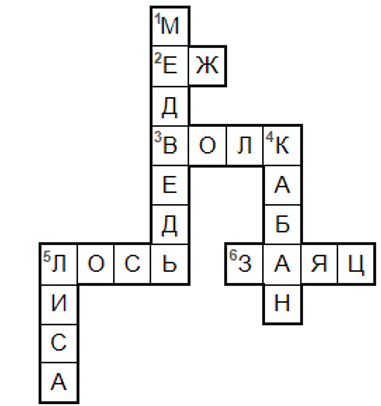 1М
2Е Ж
Д
3В О Л 4К
Е А
Д Б
5Л О С Ь 6З А Я Ц
И Н
С
А